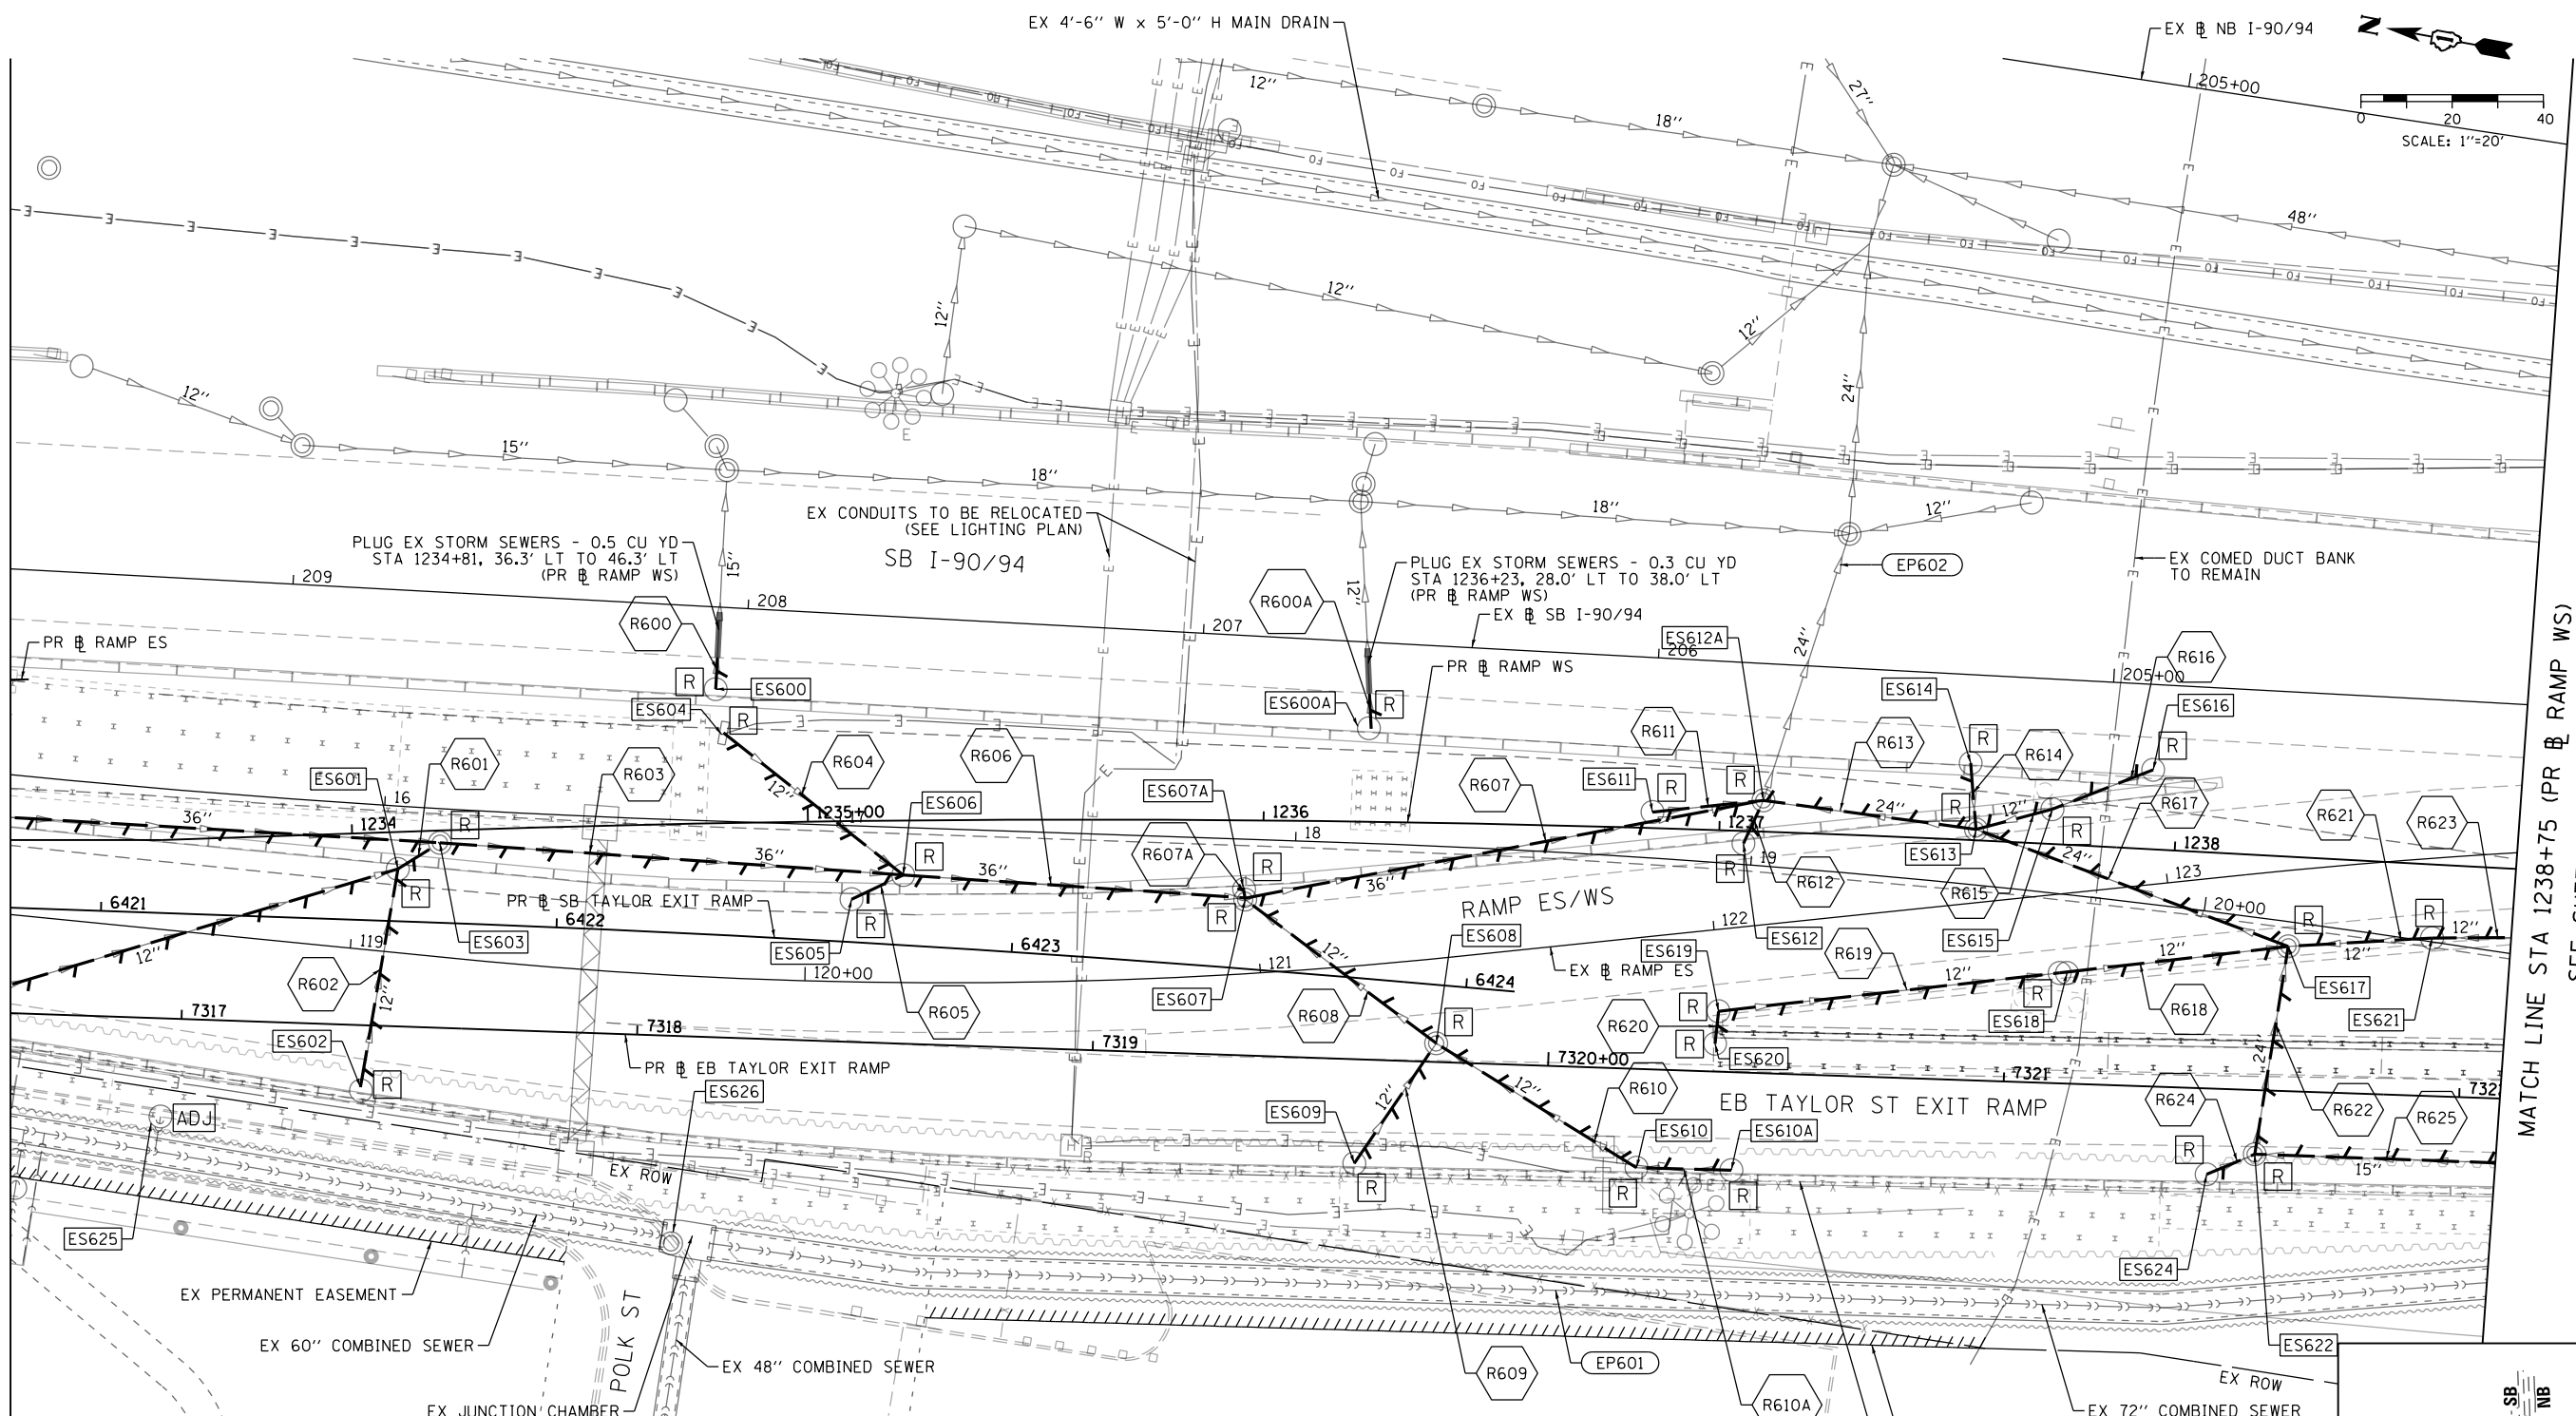 EX 4'-6" W x 5'-0" H MAIN DRAIN
EX ℄ NB I-90/94
N
205+00
0 20 40
SCALE: 1"=20'
12"
18"
27"
48"
12"
12"
12"
24"
12"
15"
18"
18"
12"
EX CONDUITS TO BE RELOCATED
(SEE LIGHTING PLAN)
SB I-90/94
PLUG EX STORM SEWERS - 0.5 CU YD
STA 1234+81, 36.3' LT TO 46.3' LT
(PR ℄ RAMP WS)
15"
PLUG EX STORM SEWERS - 0.3 CU YD
STA 1236+23, 28.0' LT TO 38.0' LT
(PR ℄ RAMP WS)
12"
EP602
EX COMED DUCT BANK
TO REMAIN
209
208
207
206
205+00
R600
R600A
EX ℄ SB I-90/94
ES612A
24"
PR ℄ RAMP ES
PR ℄ RAMP WS
R616
R
ES600
ES604
R
ES600A
R
ES614
ES616
R601
R603
R604
R606
R611
R613
R614
R
R
ES601
16
12"
ES606
ES607A
R607
ES611
R
R
R617
R621
R623
36"
1234
R
1235+00
17
1236
18
1237
24"
R
12"
R
1238
R
36"
R
36"
R607A
R
36"
R
19
ES613
24"
123
R612
R615
6421
R
PR ℄ SB TAYLOR EXIT RAMP
6422
R
R
RAMP ES/WS
122
20+00
R
R
12"
12"
119
ES603
ES605
6423
12"
ES608
ES612
ES615
12"
12"
R602
12"
120+00
121
EX ℄ RAMP ES
ES619
R619
12"
R
ES617
R605
ES607
6424
R608
R
R620
R
ES618
R618
ES621
7317
7318
7319
R
7320+00
ES620
7321
7322
ES602
R
PR ℄ EB TAYLOR EXIT RAMP
12"
12"
R610
24"
ADJ
ES626
ES609
EB TAYLOR ST EXIT RAMP
R624
R622
R625
ES610
ES610A
EX ROW
R
R
R
R
R
15"
ES625
ES624
EX PERMANENT EASEMENT
EX 60" COMBINED SEWER
POLK ST
EX 48" COMBINED SEWER
EX JUNCTION CHAMBER
R609
EP601
R610A
ES622
EX ROW
EX 72" COMBINED SEWER
MATCH LINE STA 1238+75 (PR ℄ RAMP WS)
SB
NB